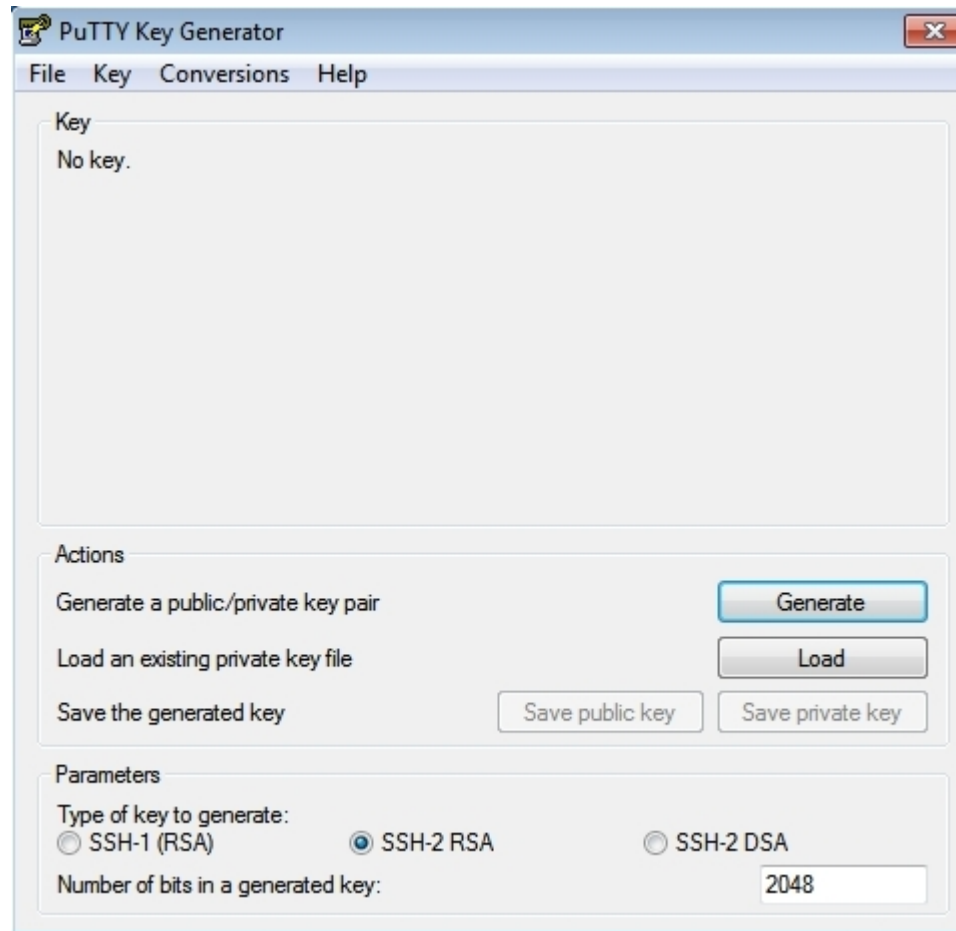 PuTTY Key Generator
File Key Conversions Help
Key
No key.
Actions
Generate a public/private key pair Generate
Load an existing private key file Load
Save the generated key Save public key Save private key
Parameters
Type of key to generate:
SSH-1 (RSA) SSH-2 RSA SSH-2 DSA
Number of bits in a generated key: 2048